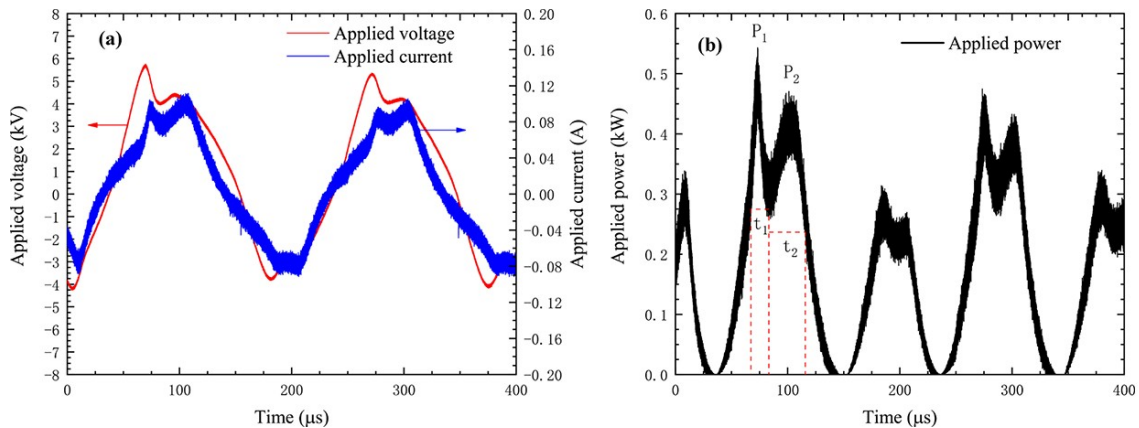 (a)
Applied voltage
Applied current
Applied voltage (kV)
8
7
6
5
4
3
2
1
0
−1
−2
−3
−4
−5
−6
−7
−8
0.20
0.16
0.12
0.08
0.04
0.00
−0.04
−0.08
−0.12
−0.16
−0.20
Applied current (A)
0 100 200 300 400
Time (μs)
(b)
P1
P2
Applied power
Applied power (kW)
0.6
0.5
0.4
0.3
0.2
0.1
0.0
t1
t2
0 100 200 300 400
Time (μs)